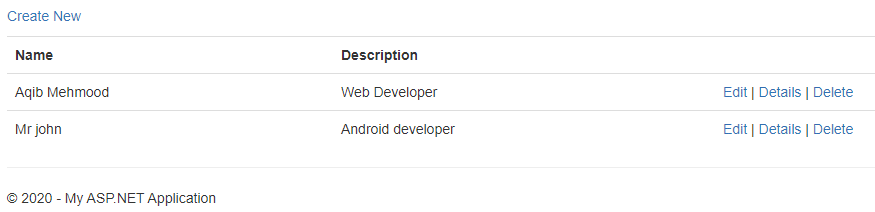 Create New
Name Description
Aqib Mehmood Web Developer Edit | Details | Delete
Mr john Android developer Edit | Details | Delete
© 2020 - My ASP.NET Application